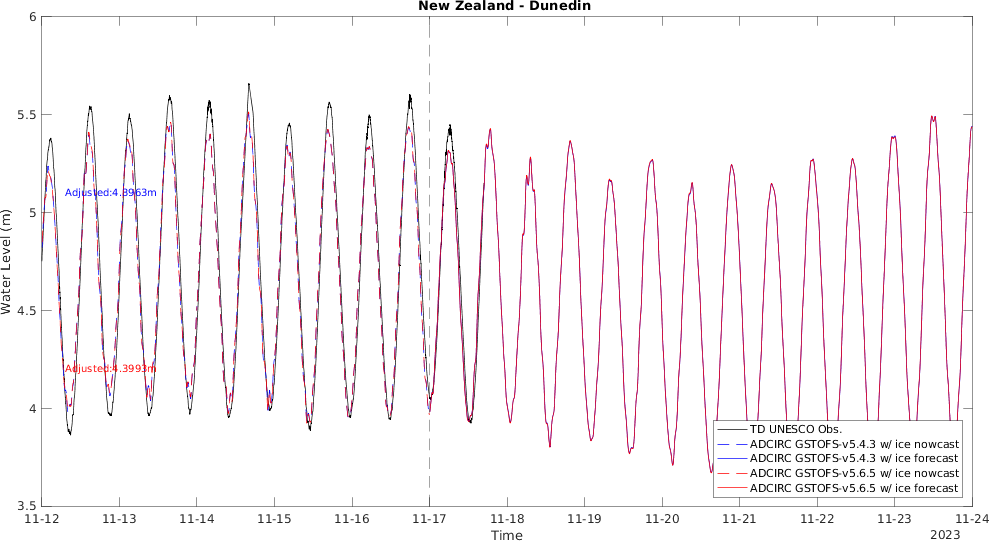 New Zealand - Dunedin
6
5.5
5
4.5
4
3.5
Water Level (m)
Adjusted:4.3963m
Adjusted:4.3993m
TD UNESCO Obs.
ADCIRC GSTOFS-v5.4.3 w/ ice nowcast
ADCIRC GSTOFS-v5.4.3 w/ ice forecast
ADCIRC GSTOFS-v5.6.5 w/ ice nowcast
ADCIRC GSTOFS-v5.6.5 w/ ice forecast
11-12 11-13 11-14 11-15 11-16 11-17 11-18 11-19 11-20 11-21 11-22 11-23 11-24
Time
2023